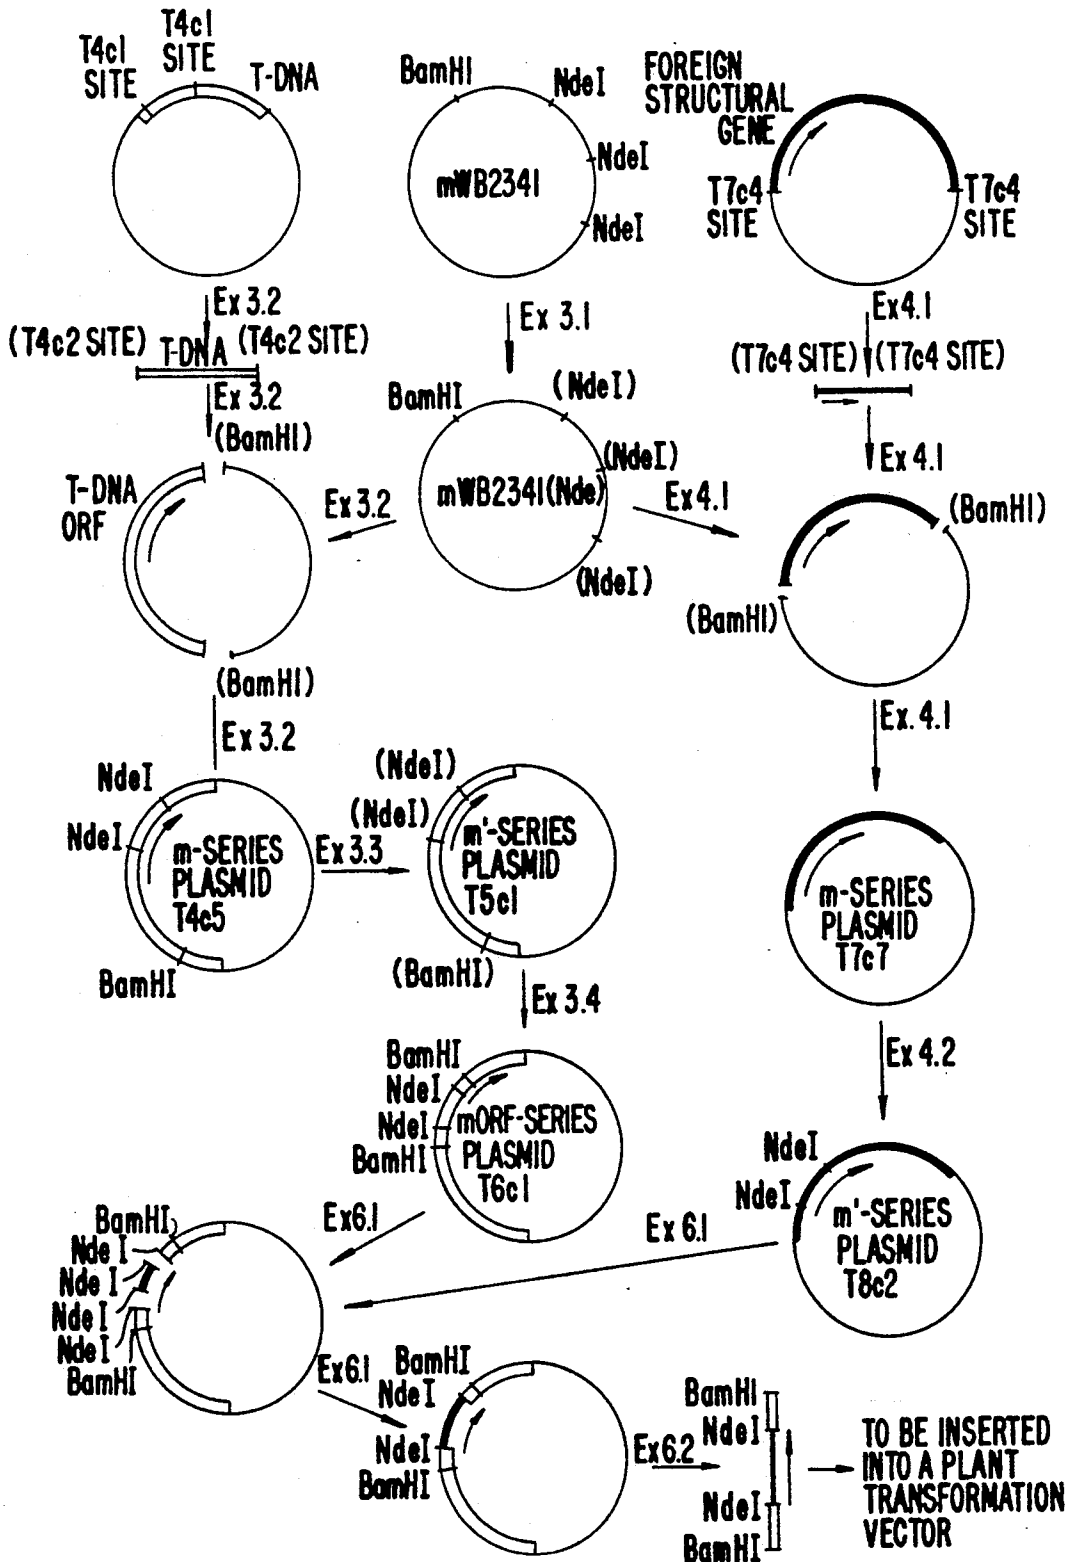 T4c1
SITE
T4c1
SITE
T-DNA
BamHI
NdeI
NdeI
NdeI
mWB2341
FOREIGN
STRUCTURAL
GENE
T7c4
SITE
T7c4
SITE
Ex 3.2
(T4c2 SITE)
T-DNA
(T4c2 SITE)
Ex 3.2
Ex 3.1
Ex4.1
(T7c4 SITE)
(T7c4 SITE)
Ex 4.1
(BamHI)
T-DNA
ORF
(BamHI)
BamHI
(NdeI)
(NdeI)
mWB2341(Nde)
(NdeI)
Ex 3.2
Ex4.1
(BamHI)
(BamHI)
Ex 3.2
Ex. 4.1
NdeI
NdeI
m-SERIES
PLASMID
T4c5
BamHI
Ex 3.3
(NdeI)
(NdeI)
m'-SERIES
PLASMID
T5c1
(BamHI)
m-SERIES
PLASMID
T7c7
Ex 3.4
Ex 4.2
BamHI
NdeI
NdeI
BamHI
mORF-SERIES
PLASMID
T6c1
NdeI
NdeI
m'-SERIES
PLASMID
T8c2
Ex6.1
Ex 6.1
BamHI
Nde I
Nde I
Nde I
Nde I
BamHI
Ex6.1
BamHI
NdeI
NdeI
BamHI
Ex6.2
BamHI
NdeI
NdeI
BamHI
TO BE INSERTED
INTO A PLANT
TRANSFORMATION
VECTOR